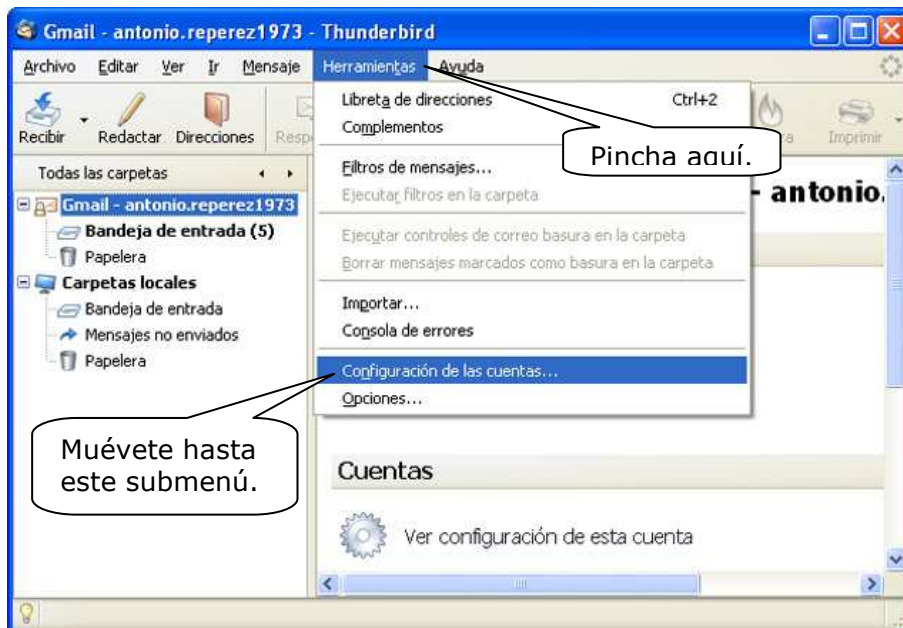 Gmail - antonio.reperez1973 - Thunderbird
Archivo Editar Ver Ir Mensaje Herramientas Ayuda
Recibir Redactar Direcciones Imprimir
Todas las carpetas
Gmail - antonio.reperez1973
Bandeja de entrada (5)
Papelera
Carpetas locales
Bandeja de entrada
Mensajes no enviados
Papelera
Libreta de direcciones Ctrl+2
Complementos
Filtros de mensajes...
Ejecutar filtros en la carpeta
Ejecutar controles de correo basura en la carpeta
Borrar mensajes marcados como basura en la carpeta
Importar...
Consola de errores
Configuración de las cuentas...
Opciones...
Pincha aquí.
- antonio.
Muévete hasta
este submenú.
Cuentas
Ver configuración de esta cuenta